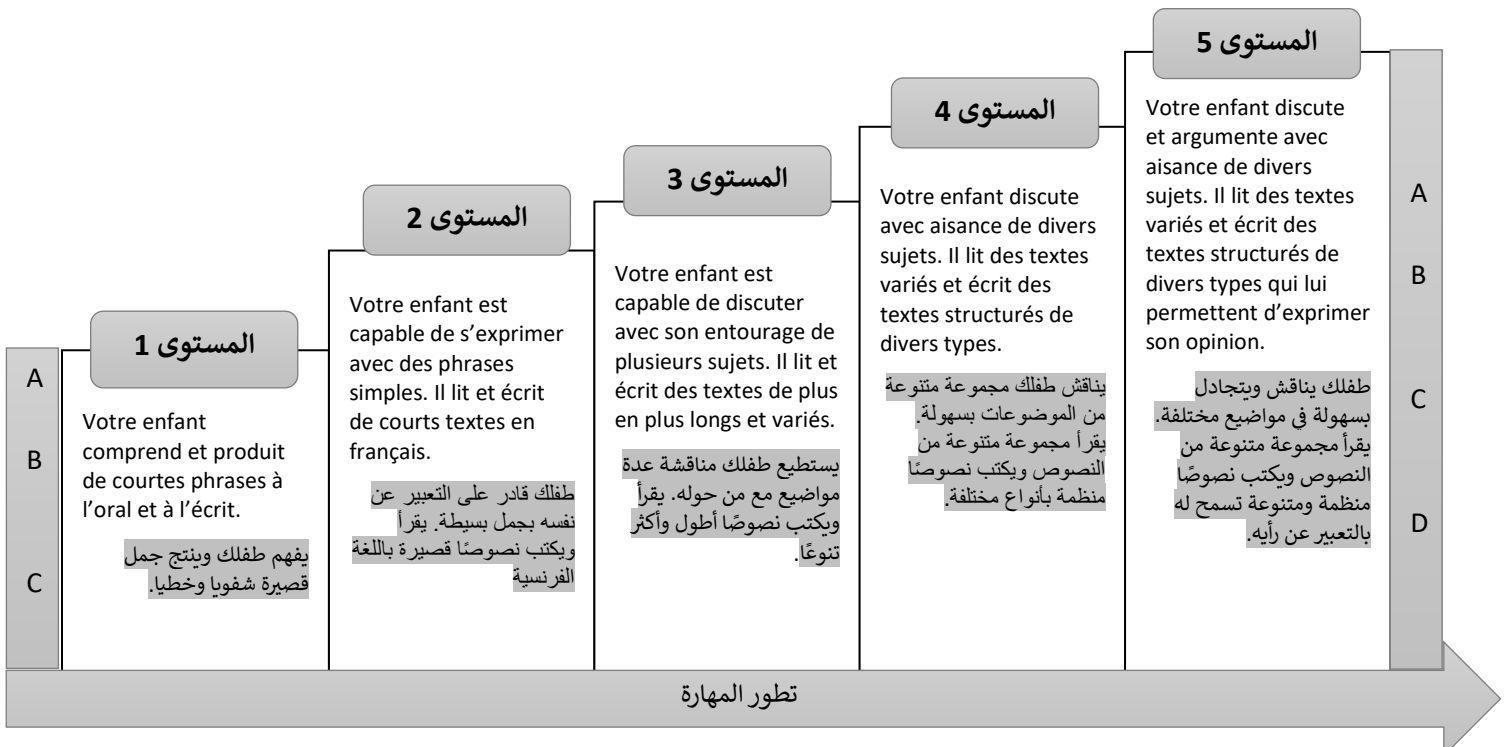 A
B
C
المستوى 1
Votre enfant
comprend et produit
de courtes phrases à
l’oral et à l’écrit.
يفهم طفلك وينتج جمل
قصيرة شفويا وخطيا.
المستوى 2
Votre enfant est
capable de s’exprimer
avec des phrases
simples. Il lit et écrit
de courts textes en
français.
طفلك قادر على التعبير عن
نفسه بجمل بسيطة. يقرأ
ويكتب نصوصًا قصيرة باللغة
الفرنسية
المستوى 3
Votre enfant est
capable de discuter
avec son entourage de
plusieurs sujets. Il lit et
écrit des textes de plus
en plus longs et variés.
يستطيع طفلك مناقشة عدة
مواضيع مع من حوله. يقرأ
ويكتب نصوصًا أطول وأكثر
تنوعًا.
المستوى 4
Votre enfant discute
avec aisance de divers
sujets. Il lit des textes
variés et écrit des
textes structurés de
divers types.
يناقش طفلك مجموعة متنوعة
من الموضوعات بسهولة.
يقرأ مجموعة متنوعة من
النصوص ويكتب نصوصًا
منظمة بأنواع مختلفة.
المستوى 5
Votre enfant discute
et argumente avec
aisance de divers
sujets. Il lit des textes
variés et écrit des
textes structurés de
divers types qui lui
permettent d’exprimer
son opinion.
طفلك يناقش ويتجادل
بسهولة في مواضيع مختلفة.
يقرأ مجموعة متنوعة من
النصوص ويكتب نصوصًا
منظمة ومتنوعة تسمح له
بالتعبير عن رأيه.
A
B
C
D
تطور المهارة